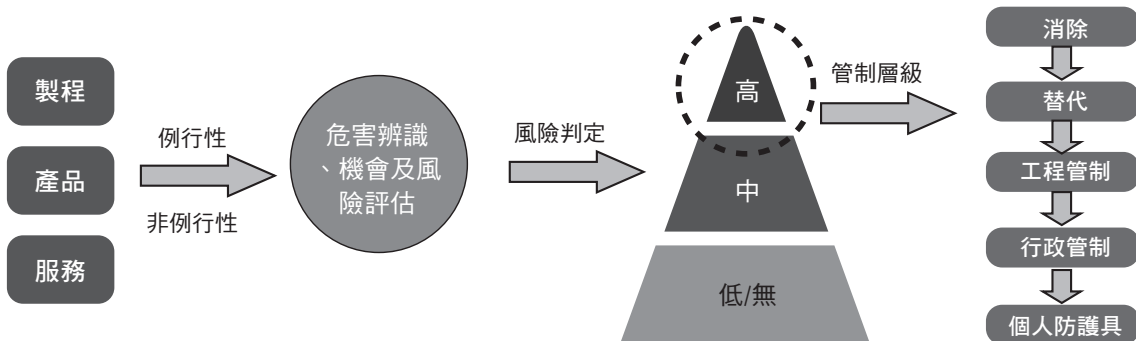 製程
產品
服務
例行性
非例行性
危害辨識
、機會及風
險評估
風險判定
高
中
低/無
管制層級
消除
替代
工程管制
行政管制
個人防護具